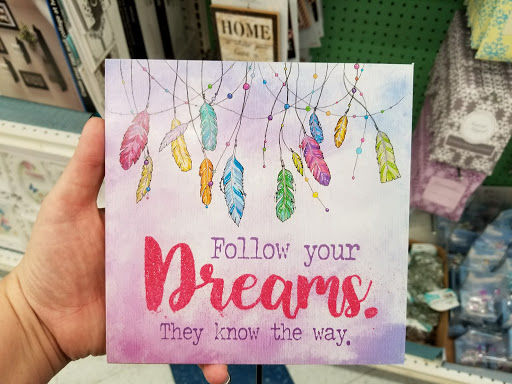 HOME
Follow your
Dreams.
They know the way.